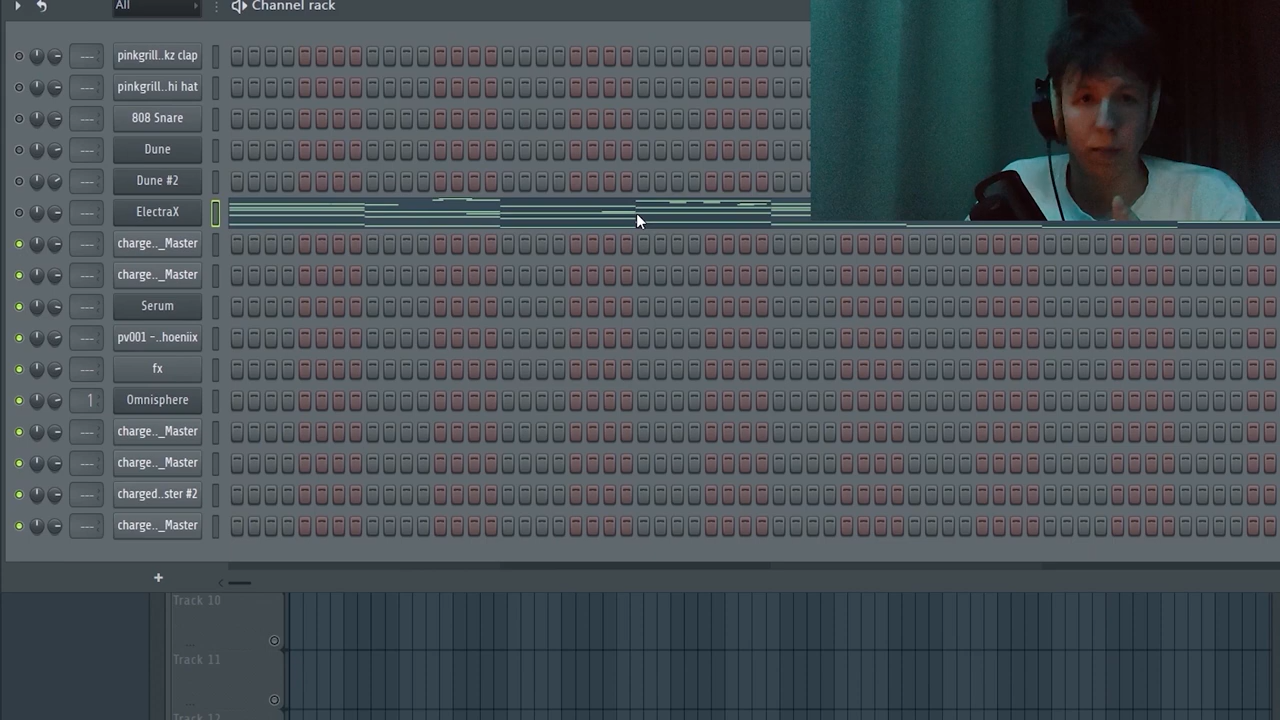 All
Channel rack
--- pinkgrill..kz clap
--- pinkgrill..hi hat
--- 808 Snare
--- Dune
--- Dune #2
--- ElectraX
--- charge.._Master
--- charge.._Master
--- Serum
--- pv001 -..hoeniix
--- fx
1 Omnisphere
--- charge.._Master
--- charge.._Master
--- charged..ster #2
--- charge.._Master
+
Track 10
...
Track 11
...
Track 12